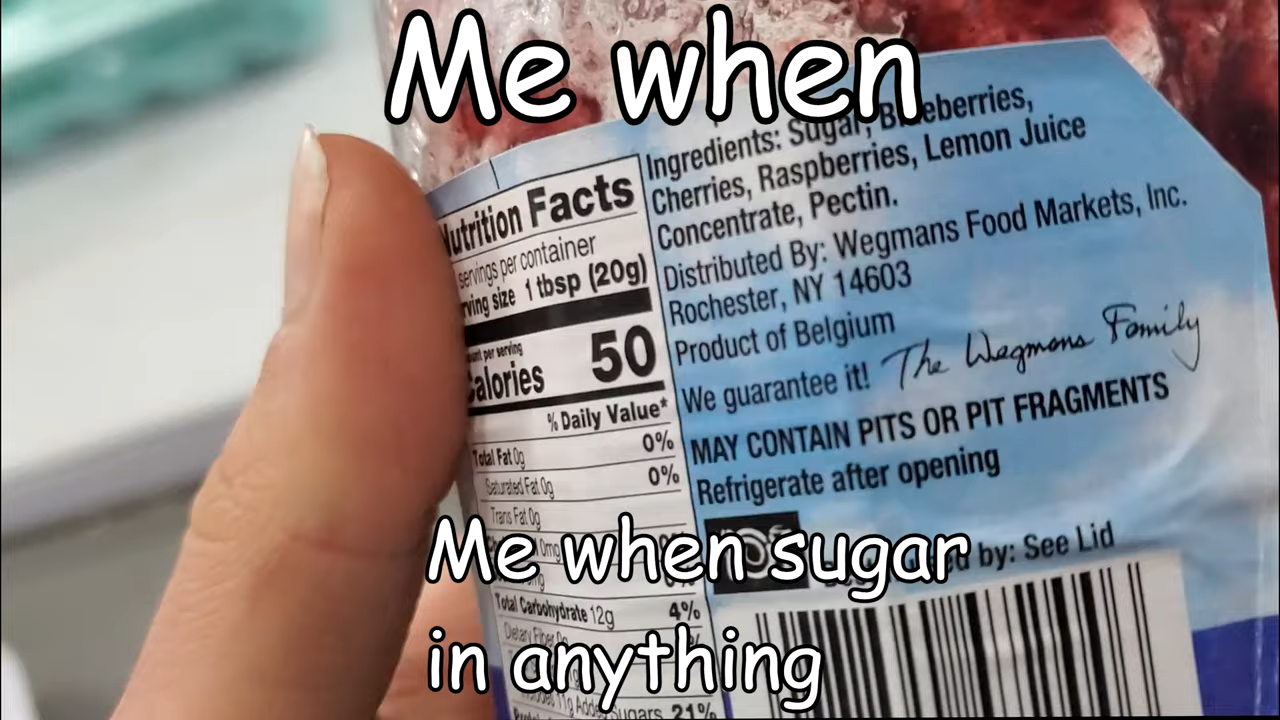 Me when
Ingredients: Sugar, Blueberries,
Cherries, Raspberries, Lemon Juice
Concentrate, Pectin.
Distributed By: Wegmans Food Markets, Inc.
Rochester, NY 14603
Product of Belgium
We guarantee it! The Wegmans Family
MAY CONTAIN PITS OR PIT FRAGMENTS
Refrigerate after opening
by: See Lid
Nutrition Facts
servings per container
serving size 1 tbsp (20g)
Amount per serving
Calories 50
% Daily Value*
Total Fat 0g 0%
Saturated Fat 0g 0%
Trans Fat 0g
0mg
Total Carbohydrate 12g 4%
Dietary Fiber 0g
Includes 11g Added Sugars 21%
Me when sugar
in anything